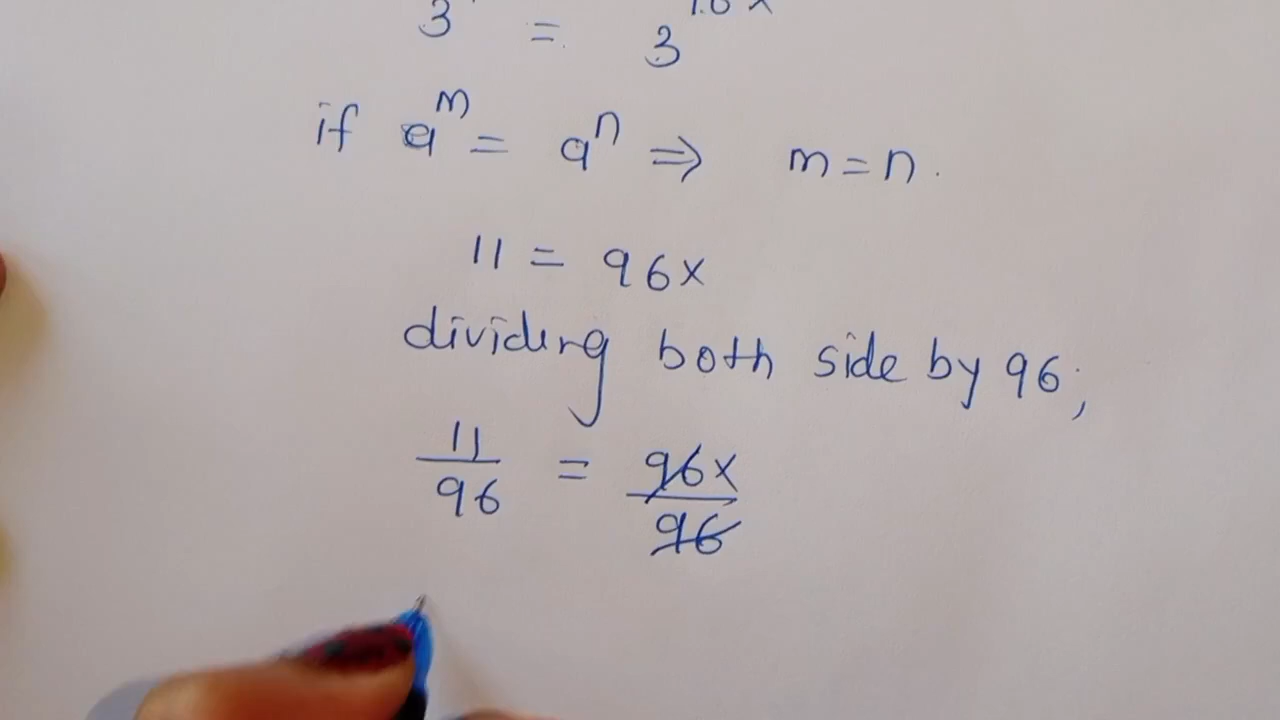 3 = 3
if a^m = a^n ⇒ m = n.
11 = 96x
dividing both side by 96;
11/96 = 96x/96